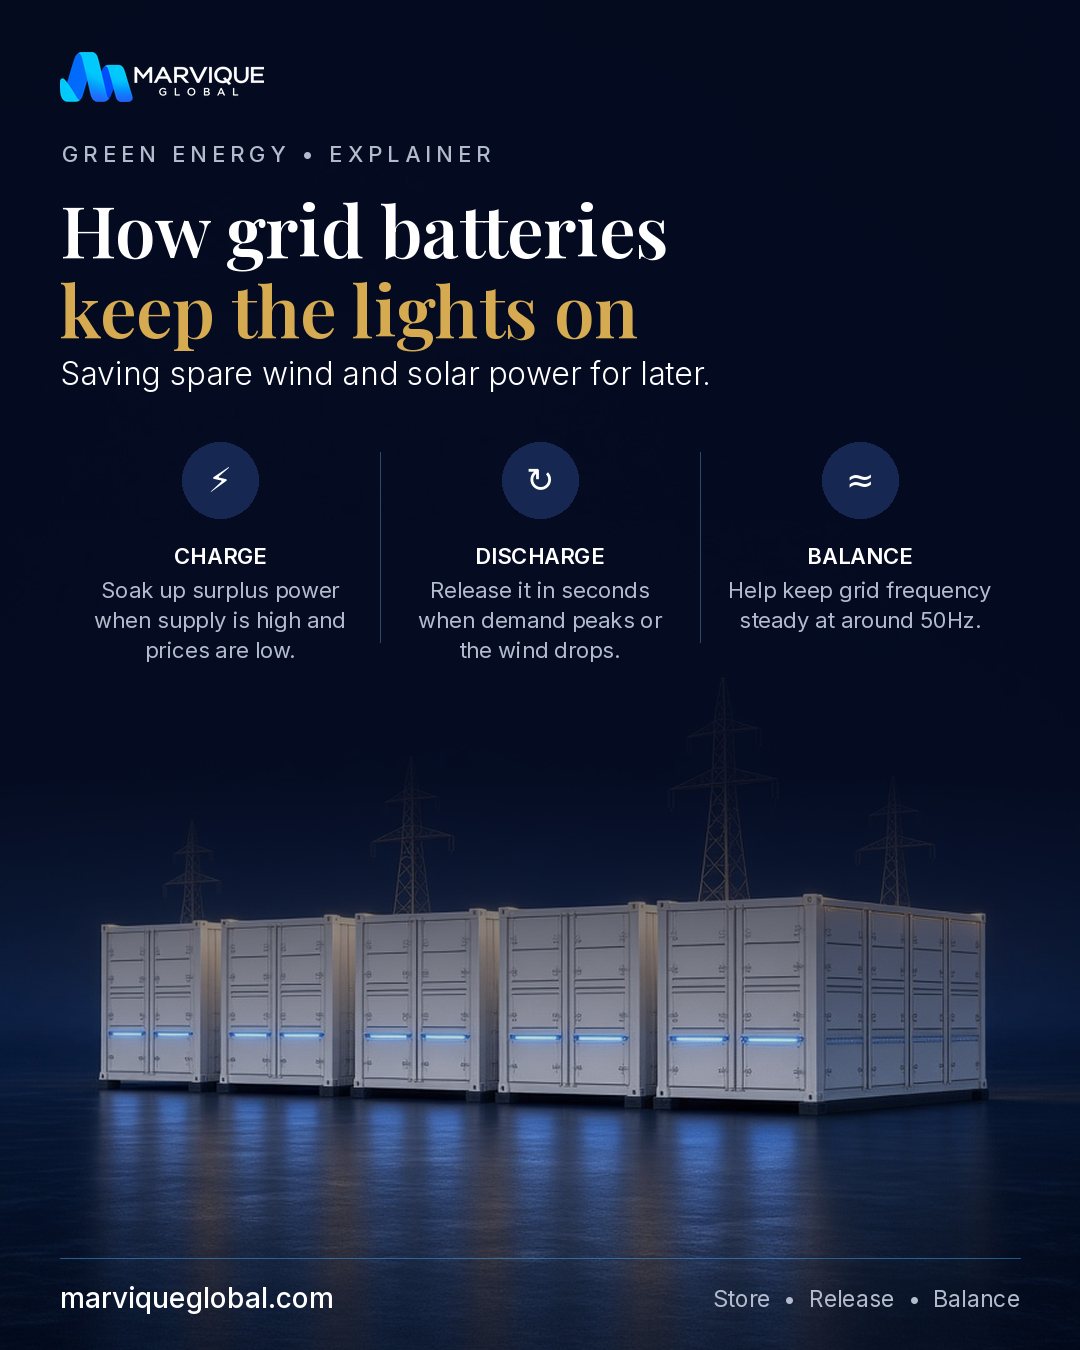 MARVIQUE
GLOBAL
GREEN ENERGY • EXPLAINER
How grid batteries
keep the lights on
Saving spare wind and solar power for later.
CHARGE
Soak up surplus power
when supply is high and
prices are low.
DISCHARGE
Release it in seconds
when demand peaks or
the wind drops.
BALANCE
Help keep grid frequency
steady at around 50Hz.
marviqueglobal.com
Store • Release • Balance